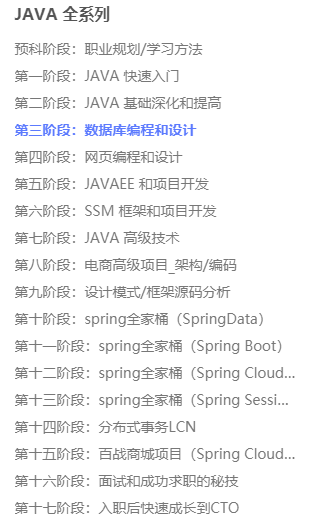 JAVA 全系列
预科阶段：职业规划/学习方法
第一阶段：JAVA 快速入门
第二阶段：JAVA 基础深化和提高
第三阶段：数据库编程和设计
第四阶段：网页编程和设计
第五阶段：JAVAEE 和项目开发
第六阶段：SSM 框架和项目开发
第七阶段：JAVA 高级技术
第八阶段：电商高级项目_架构/编码
第九阶段：设计模式/框架源码分析
第十阶段：spring全家桶（SpringData）
第十一阶段：spring全家桶（Spring Boot）
第十二阶段：spring全家桶（Spring Cloud...
第十三阶段：spring全家桶（Spring Sessi...
第十四阶段：分布式事务LCN
第十五阶段：百战商城项目（Spring Cloud...
第十六阶段：面试和成功求职的秘技
第十七阶段：入职后快速成长到CTO